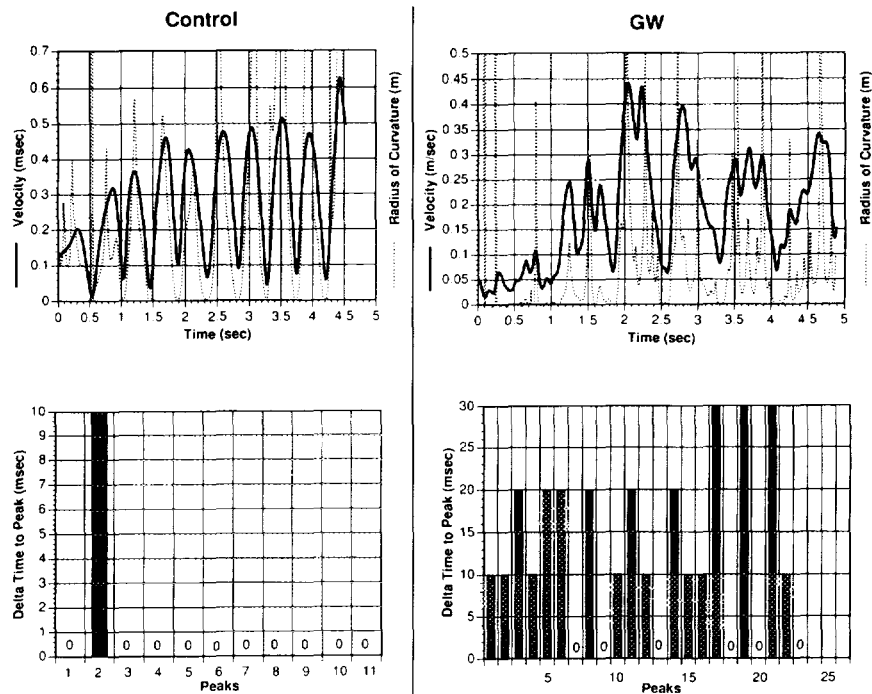 Control
GW
0.7
0.6
0.5
0.4
0.3
0.2
0.1
0
Velocity (msec)
Radius of Curvature (m)
0 0.5 1 1.5 2 2.5 3 3.5 4 4.5 5
Time (sec)
0.5
0.45
0.4
0.35
0.3
0.25
0.2
0.15
0.1
0.05
0
Velocity (m/sec)
Radius of Curvature (m)
0 0.5 1 1.5 2 2.5 3 3.5 4 4.5 5
Time (sec)
10
9
8
7
6
5
4
3
2
1
0
Delta Time to Peak (msec)
0 0 0 0 0 0 0 0 0 0
1 2 3 4 5 6 7 8 9 10 11
Peaks
30
25
20
15
10
5
0
Delta Time to Peak (msec)
0 0 0 0 0 0
5 10 15 20 25
Peaks